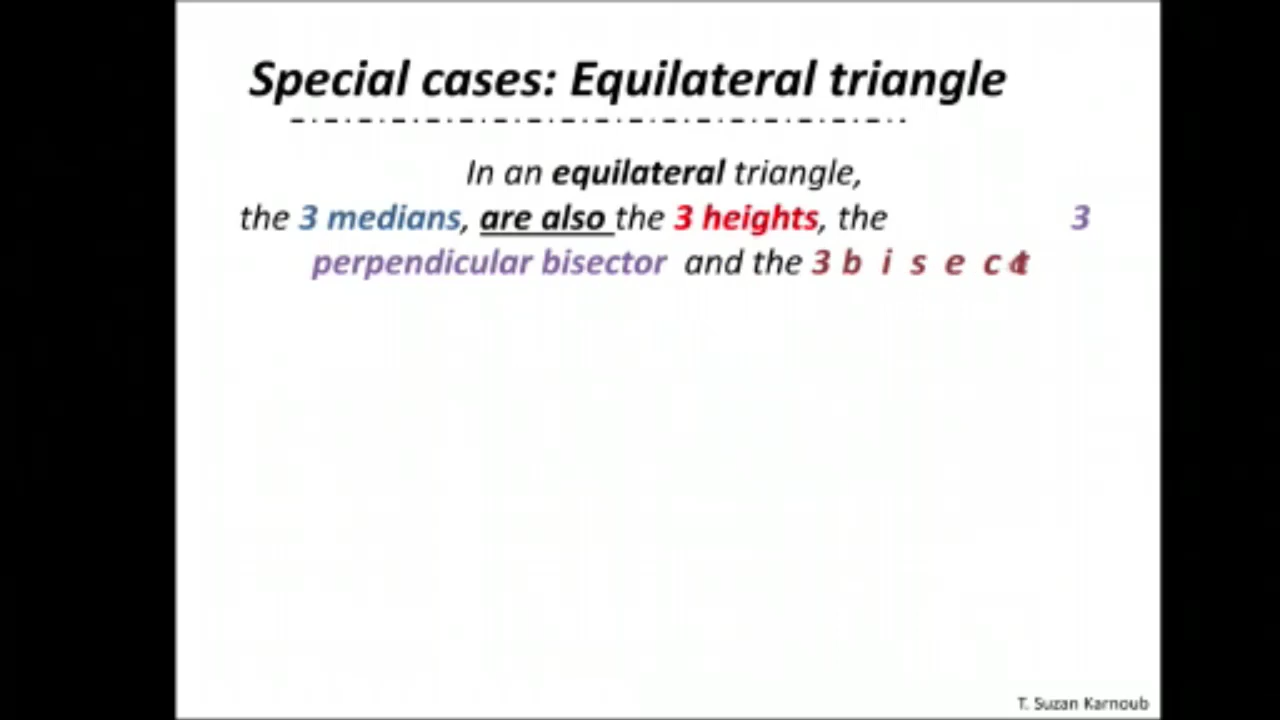 Special cases: Equilateral triangle
In an equilateral triangle,
the 3 medians, are also the 3 heights, the 3
perpendicular bisector and the 3 b i s e c t
T. Suzan Karnoub